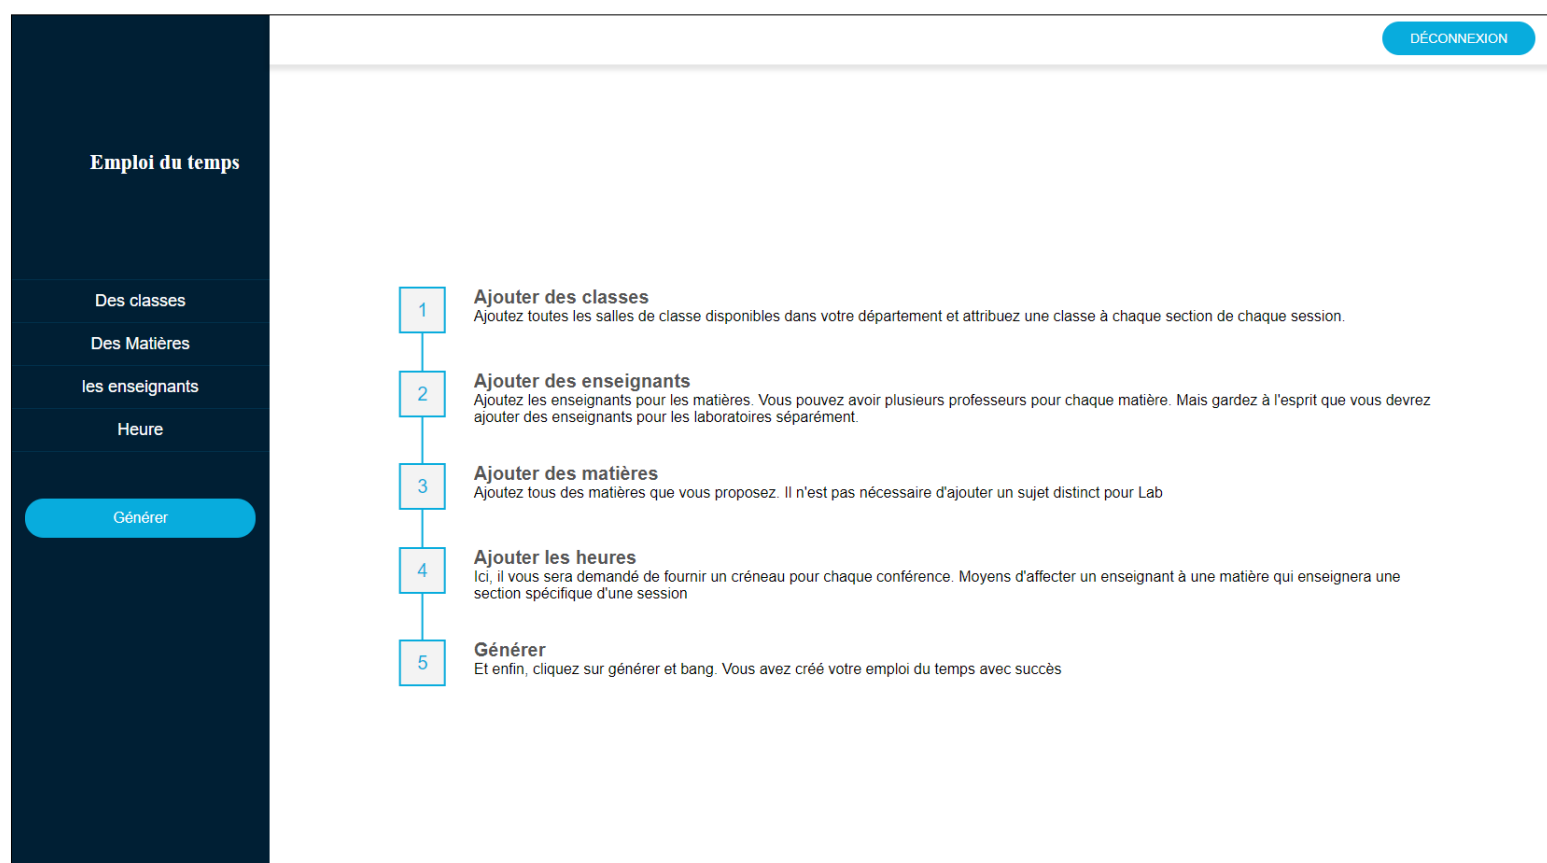 DÉCONNEXION
Emploi du temps
Des classes
Des Matières
les enseignants
Heure
Générer
1
Ajouter des classes
Ajoutez toutes les salles de classe disponibles dans votre département et attribuez une classe à chaque section de chaque session.
2
Ajouter des enseignants
Ajoutez les enseignants pour les matières. Vous pouvez avoir plusieurs professeurs pour chaque matière. Mais gardez à l'esprit que vous devrez
ajouter des enseignants pour les laboratoires séparément.
3
Ajouter des matières
Ajoutez tous des matières que vous proposez. Il n'est pas nécessaire d'ajouter un sujet distinct pour Lab
4
Ajouter les heures
Ici, il vous sera demandé de fournir un créneau pour chaque conférence. Moyens d'affecter un enseignant à une matière qui enseignera une
section spécifique d'une session
5
Générer
Et enfin, cliquez sur générer et bang. Vous avez créé votre emploi du temps avec succès